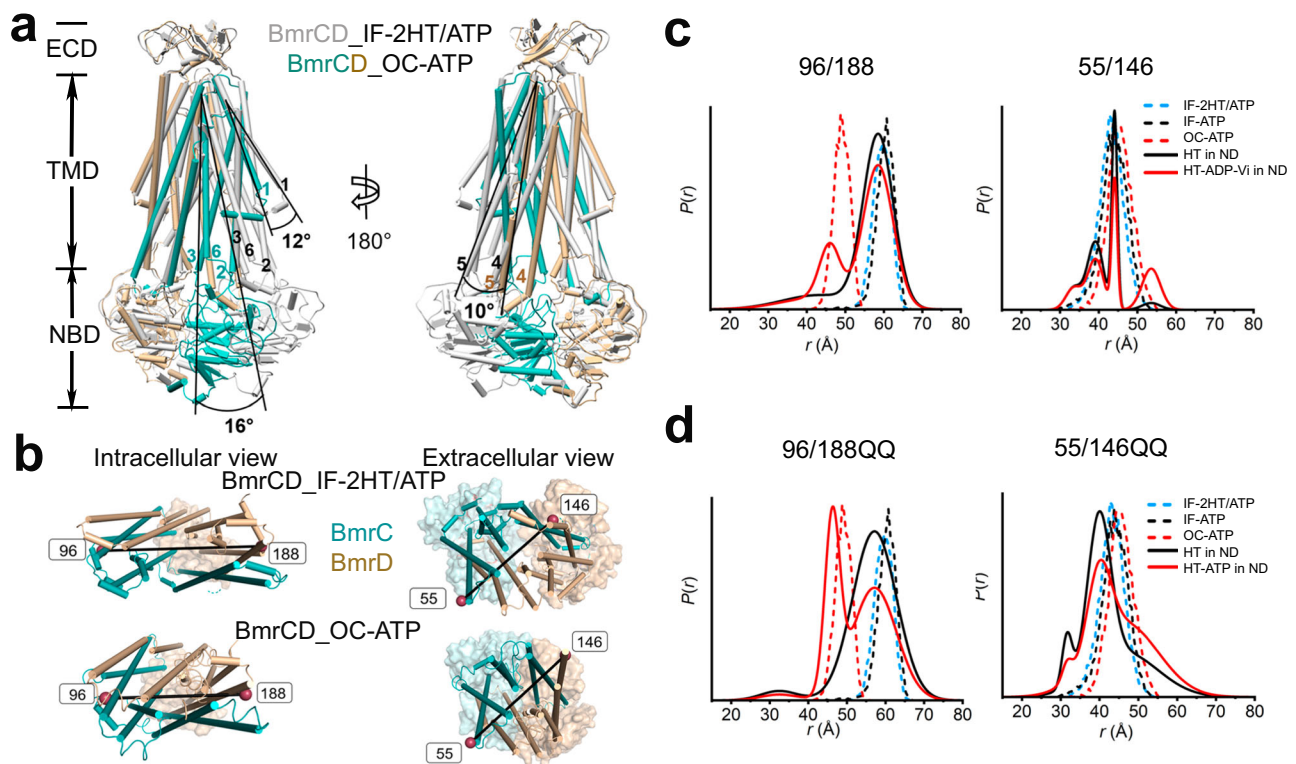 a
ECD
TMD
NBD
BmrCD_IF-2HT/ATP
BmrCD_OC-ATP
1
1
12°
3
6
2
3
6
2
16°
180°
5
4
5
4
10°
b
Intracellular view
Extracellular view
BmrCD_IF-2HT/ATP
96
188
BmrC
BmrD
146
55
BmrCD_OC-ATP
96
188
146
55
c
96/188
55/146
P(r)
20 30 40 50 60 70 80
r (Å)
P(r)
20 30 40 50 60 70 80
r (Å)
IF-2HT/ATP
IF-ATP
OC-ATP
HT in ND
HT-ADP-Vi in ND
d
96/188QQ
55/146QQ
P(r)
20 30 40 50 60 70 80
r (Å)
P(r)
20 30 40 50 60 70 80
r (Å)
IF-2HT/ATP
IF-ATP
OC-ATP
HT in ND
HT-ATP in ND